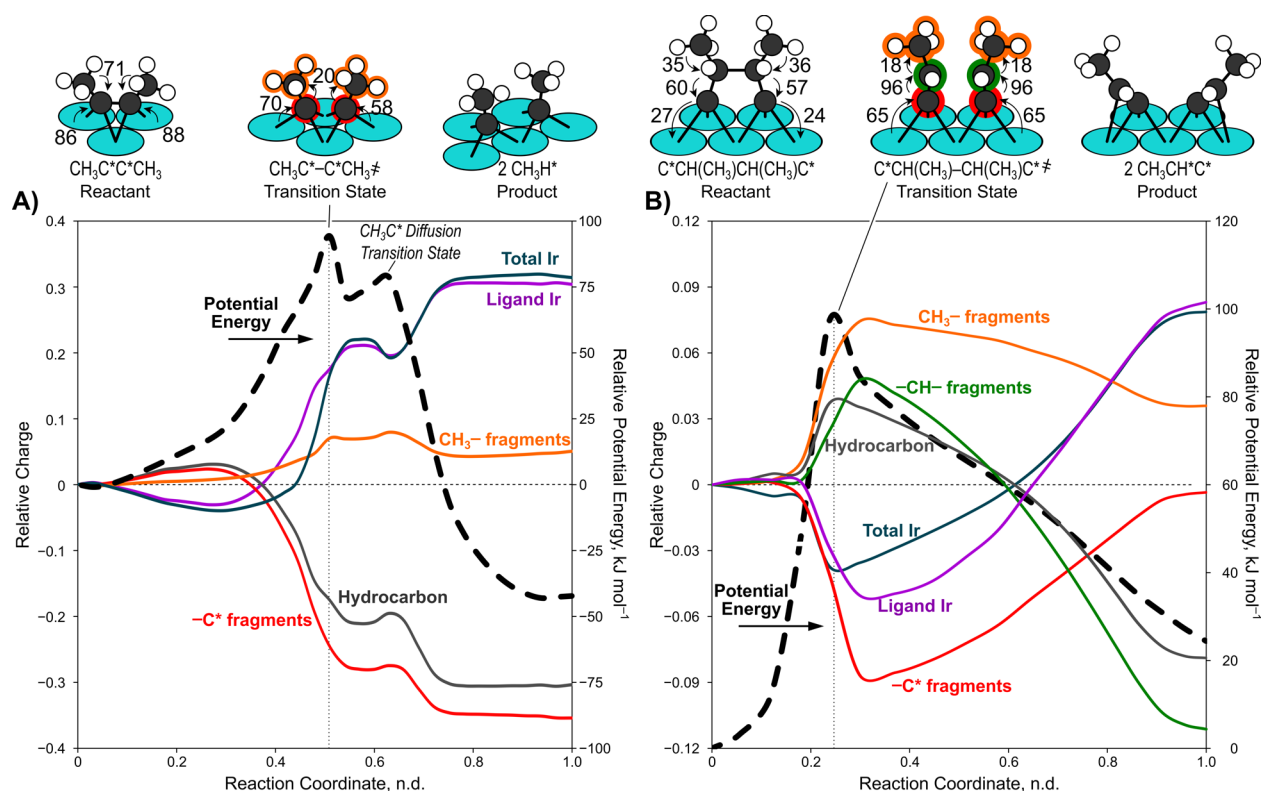 71
86
88
CH₃C*C*CH₃
Reactant
20
70
58
CH₃C*–C*CH₃‡
Transition State
2 CH₃H*
Product
35
36
60
57
27
24
C*CH(CH₃)CH(CH₃)C*
Reactant
18
18
96
96
65
65
C*CH(CH₃)–CH(CH₃)C*‡
Transition State
2 CH₃CH*C*
Product
A)
CH₃C* Diffusion
Transition State
Total Ir
Ligand Ir
Potential
Energy
CH₃– fragments
Hydrocarbon
–C* fragments
Relative Charge
0.4
0.3
0.2
0.1
0
−0.1
−0.2
−0.3
−0.4
100
75
50
25
0
−25
−50
−75
−100
Relative Potential Energy, kJ mol⁻¹
0
0.2
0.4
0.6
0.8
1.0
Reaction Coordinate, n.d.
B)
CH₃– fragments
–CH– fragments
Hydrocarbon
Total Ir
Ligand Ir
Potential
Energy
–C* fragments
Relative Charge
0.12
0.09
0.06
0.03
0
−0.03
−0.06
−0.09
−0.12
120
100
80
60
40
20
0
Relative Potential Energy, kJ mol⁻¹
0
0.2
0.4
0.6
0.8
1.0
Reaction Coordinate, n.d.